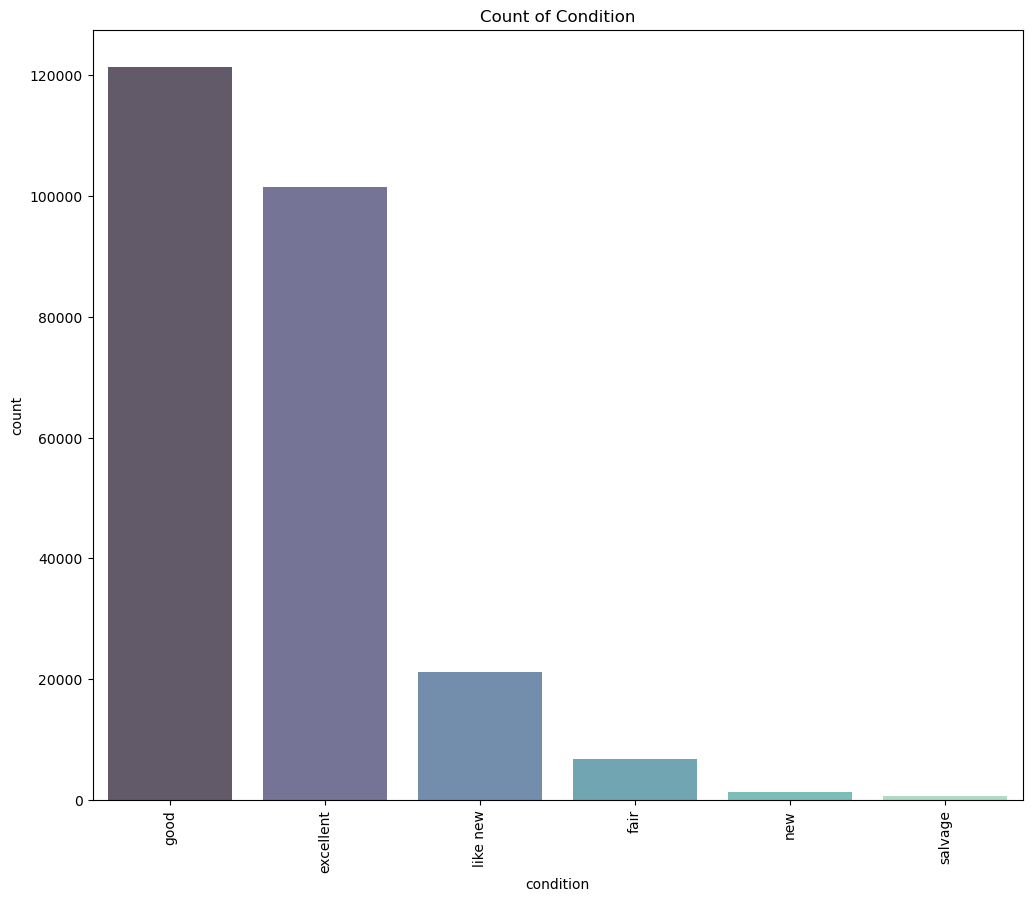 Count of Condition
120000
100000
80000
60000
40000
20000
0
count
good
excellent
like new
fair
new
salvage
condition